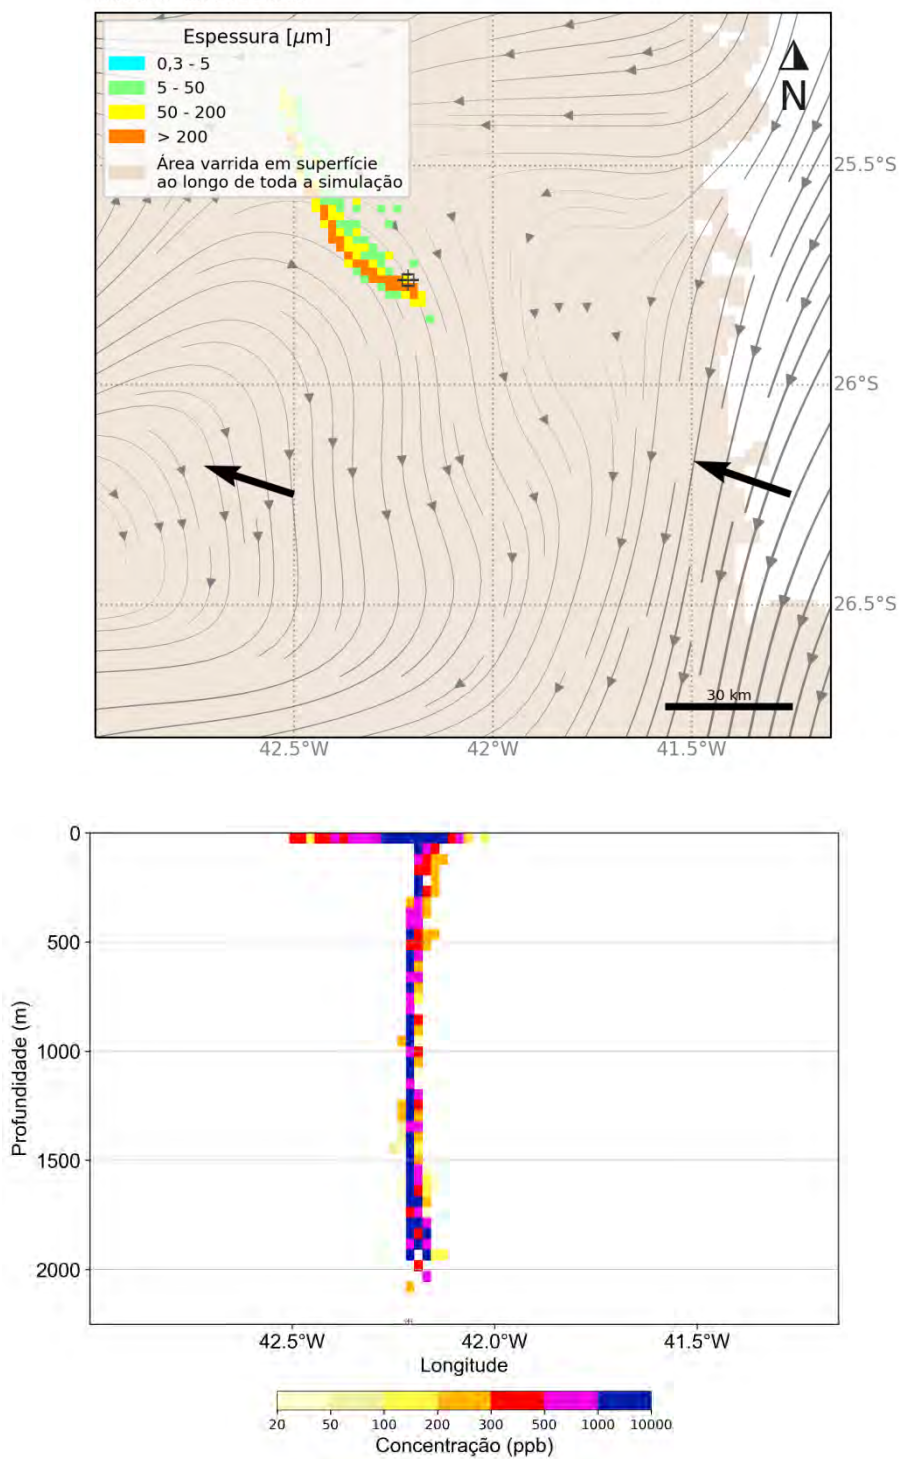 Espessura [μm]
0,3 - 5
5 - 50
50 - 200
> 200
Área varrida em superfície
ao longo de toda a simulação
N
25.5°S
26°S
26.5°S
30 km
42.5°W 42°W 41.5°W
0
500
1000
1500
2000
Profundidade (m)
42.5°W 42.0°W 41.5°W
Longitude
20 50 100 200 300 500 1000 10000
Concentração (ppb)